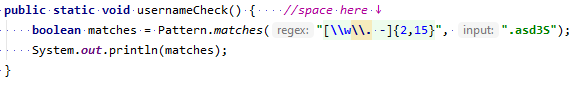 public static void usernameCheck() {    //space here ↓
boolean matches = Pattern.matches( regex: "[\\w\\. -]{2,15}", input: ".asd3S");
System.out.println(matches);
}